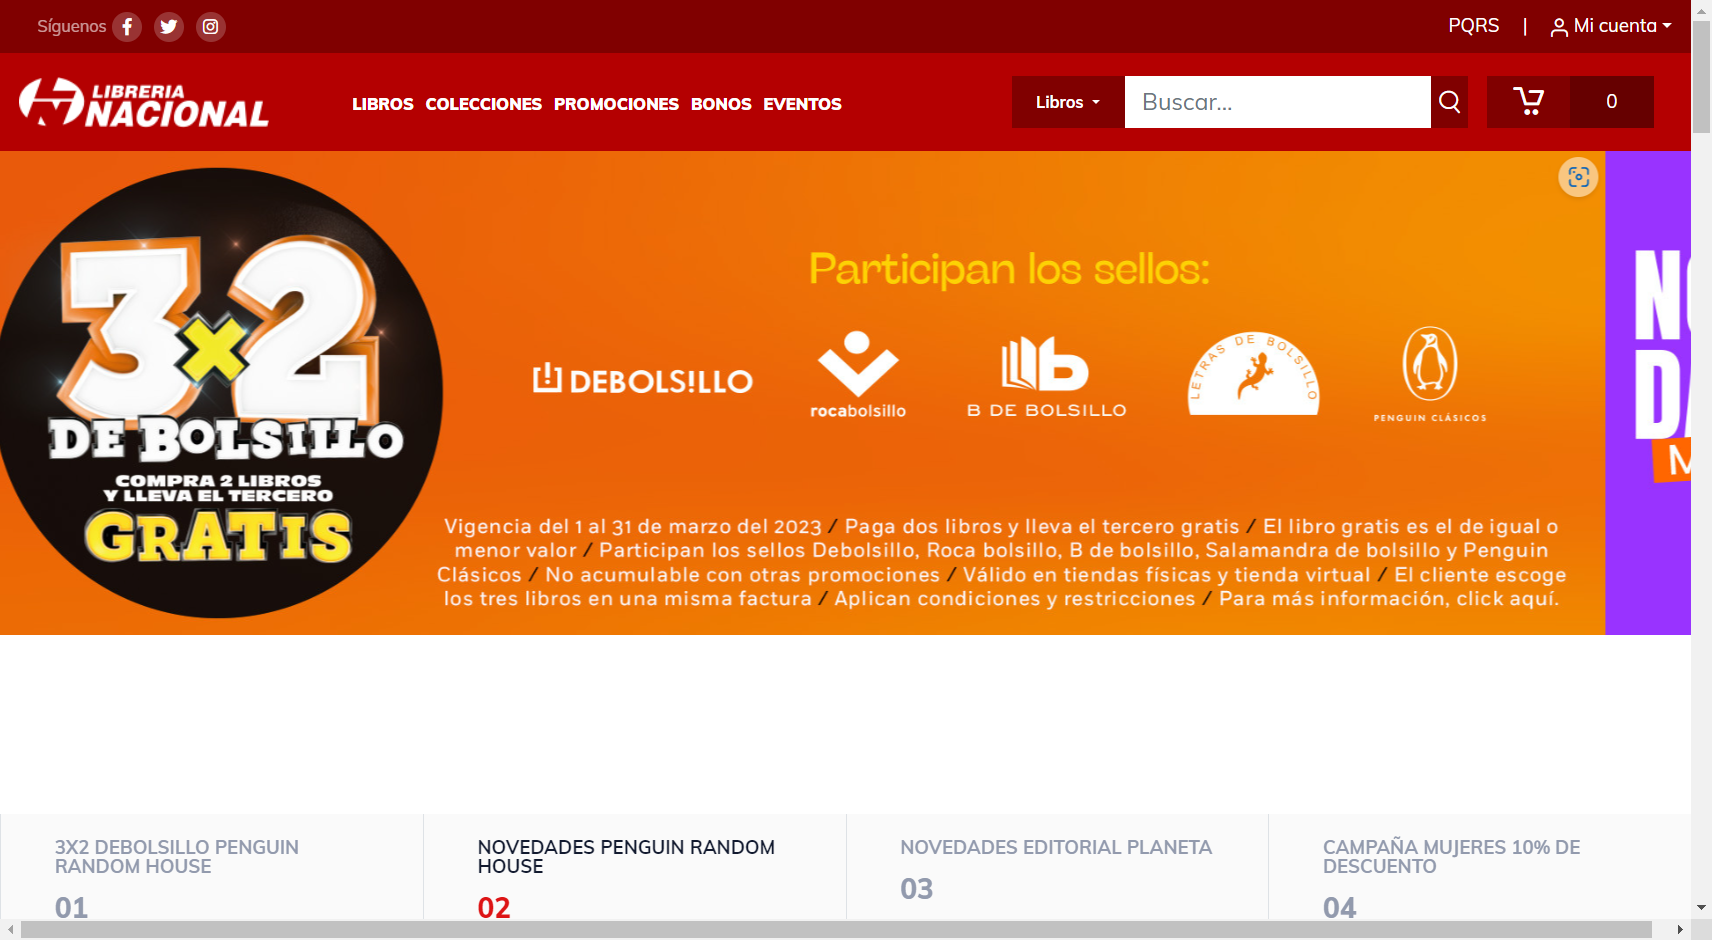 Síguenos
PQRS | Mi cuenta
LIBRERIA
NACIONAL
LIBROS COLECCIONES PROMOCIONES BONOS EVENTOS
Libros
Buscar...
0
3x2
DE BOLSILLO
COMPRA 2 LIBROS
Y LLEVA EL TERCERO
GRATIS
Participan los sellos:
DEBOLS!LLO
rocabolsillo
B DE BOLSILLO
LETRAS DE BOLSILLO
PENGUIN CLÁSICOS
Vigencia del 1 al 31 de marzo del 2023 / Paga dos libros y lleva el tercero gratis / El libro gratis es el de igual o
menor valor / Participan los sellos Debolsillo, Roca bolsillo, B de bolsillo, Salamandra de bolsillo y Penguin
Clásicos / No acumulable con otras promociones / Válido en tiendas físicas y tienda virtual / El cliente escoge
los tres libros en una misma factura / Aplican condiciones y restricciones / Para más información, click aquí.
3X2 DEBOLSILLO PENGUIN
RANDOM HOUSE
01
NOVEDADES PENGUIN RANDOM
HOUSE
02
NOVEDADES EDITORIAL PLANETA
03
CAMPAÑA MUJERES 10% DE
DESCUENTO
04